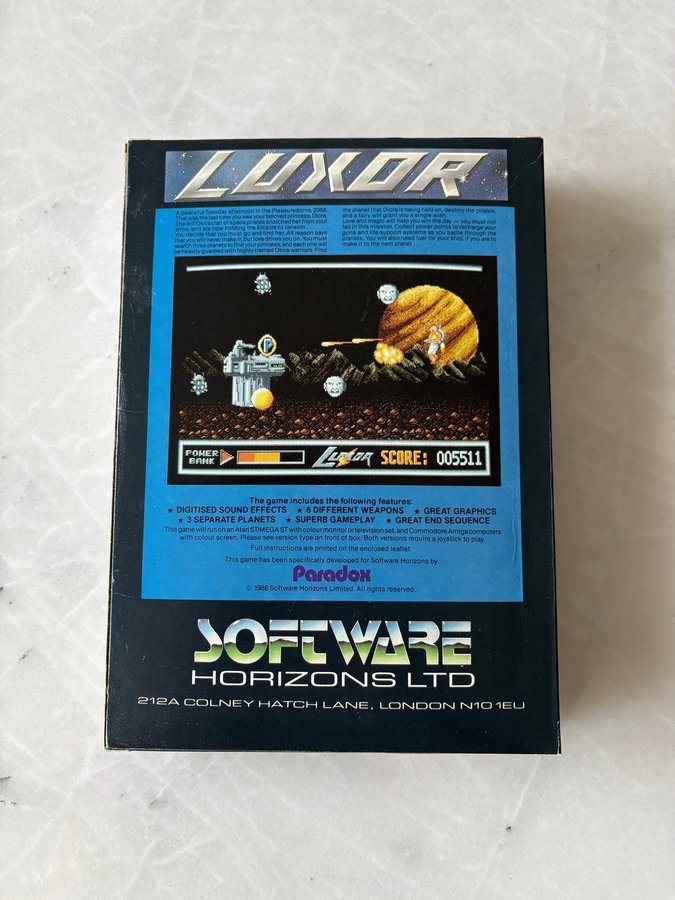 LUXOR
A peaceful Tuesday afternoon in the Pleasuredome, 2068.
That was the last time you saw your beloved princess, Diora.
The evil Okira clan of space pirates snatched her from your
arms, and are now holding the Empire to ransom.
You decide that you must go and find her. All reason says
that you will never make it, but love drives you on. You must
search three planets to find your princess, and each one will
be heavily guarded with highly trained Okira warriors. Find
the planet that Diora is being held on, destroy the pirates,
and a fairy will grant you a single wish.
Love and magic will help you win the day — you must not
fail in this mission. Collect power points to recharge your
guns and life support systems as you battle through the
planets. You will also need fuel for your ship, if you are to
make it to the next planet
P
POWER
BANK
LUXOR
SCORE: 005511
The game includes the following features:
★ DIGITISED SOUND EFFECTS ★ 6 DIFFERENT WEAPONS ★ GREAT GRAPHICS
★ 3 SEPARATE PLANETS ★ SUPERB GAMEPLAY ★ GREAT END SEQUENCE
This game will run on an Atari ST/MEGA ST with colour monitor or television set, and Commodore Amiga computers
with colour screen. Please see version type on front of box. Both versions require a joystick to play.
Full instructions are printed on the enclosed leaflet
This game has been specifically developed for Software Horizons by
Paradox
© 1988 Software Horizons Limited. All rights reserved.
SOFTWARE
HORIZONS LTD
212A COLNEY HATCH LANE, LONDON N10 1EU